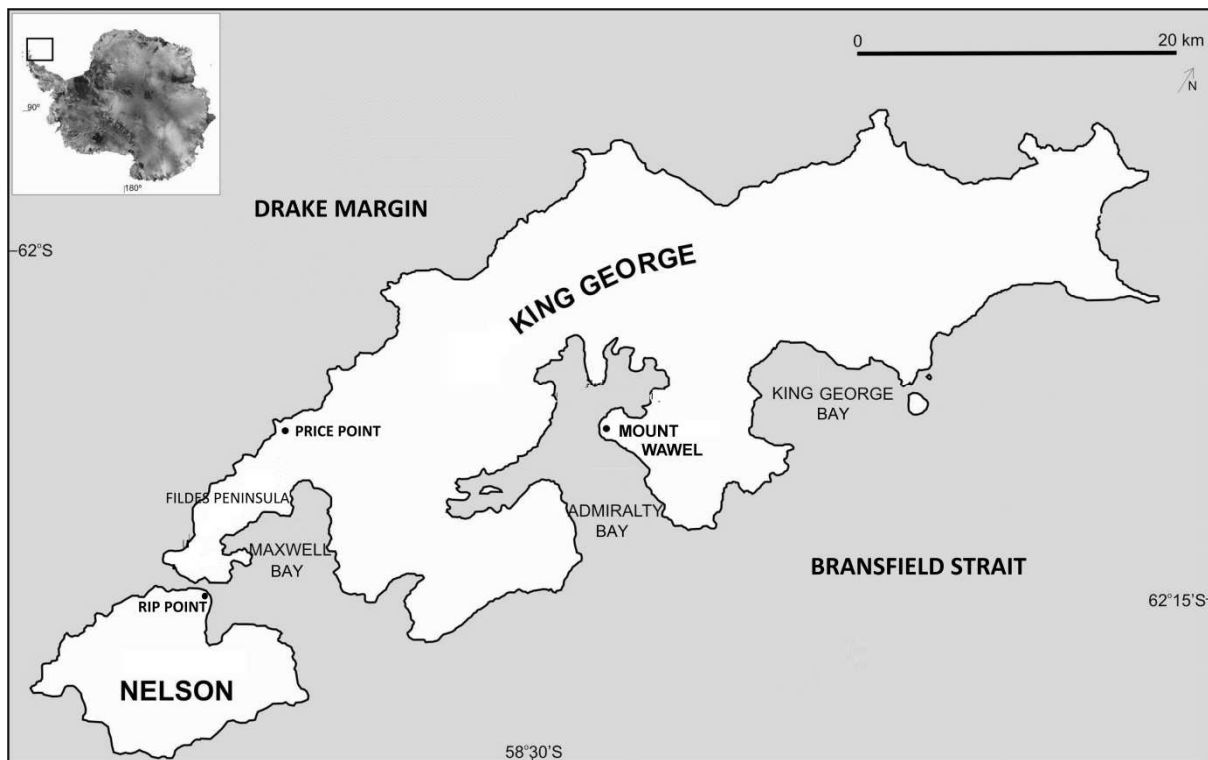 0
20 km
N
90°
180°
DRAKE MARGIN
62°S
KING GEORGE
KING GEORGE
BAY
PRICE POINT
MOUNT
WAWEL
FILDES PENINSULA
ADMIRALTY
BAY
MAXWELL
BAY
BRANSFIELD STRAIT
RIP POINT
62°15'S
NELSON
58°30'S